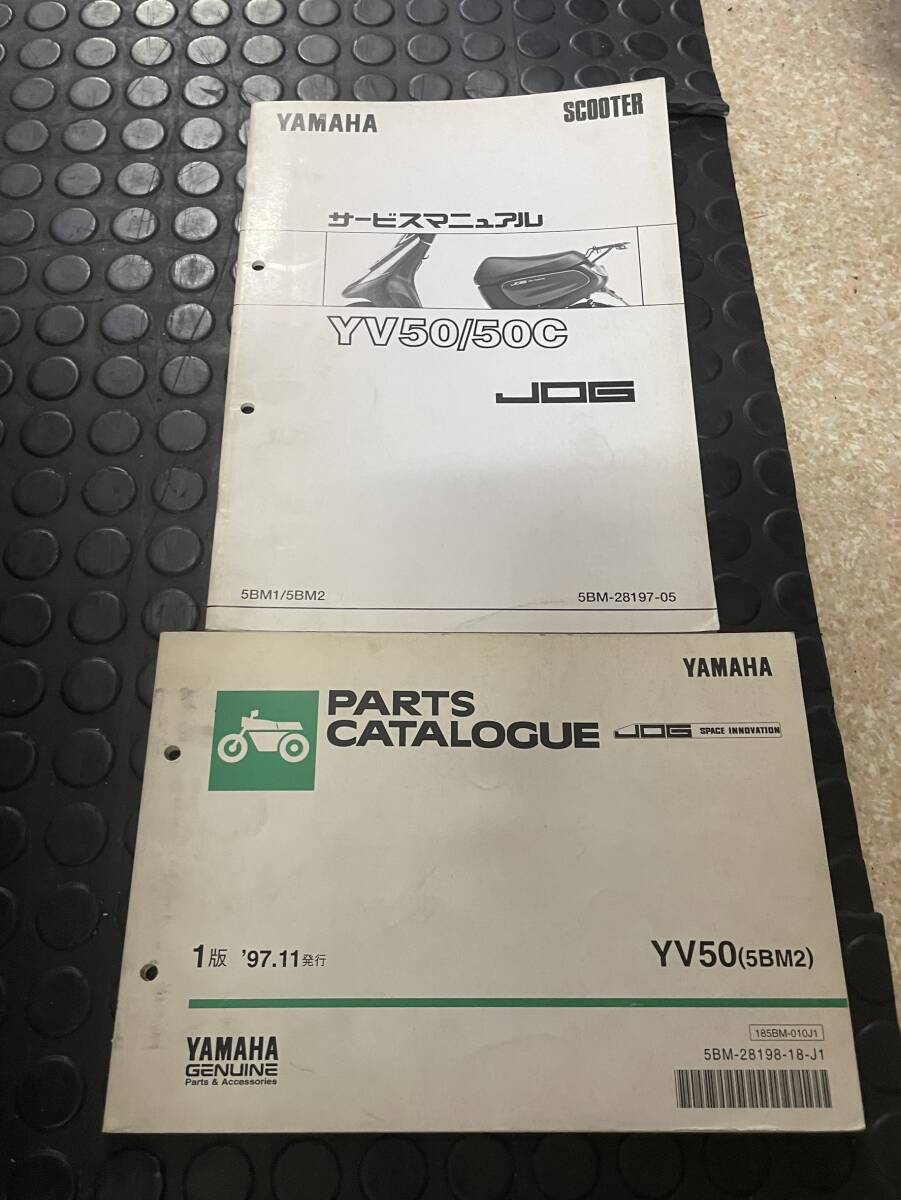 YAMAHA SCOOTER
サービスマニュアル
JOG
YV50/50C
JOG
5BM1/5BM2 5BM-28197-05
YAMAHA
PARTS
CATALOGUE JOG SPACE INNOVATION
1版 '97.11発行 YV50(5BM2)
185BM-010J1
5BM-28198-18-J1
YAMAHA
GENUINE
Parts & Accessories